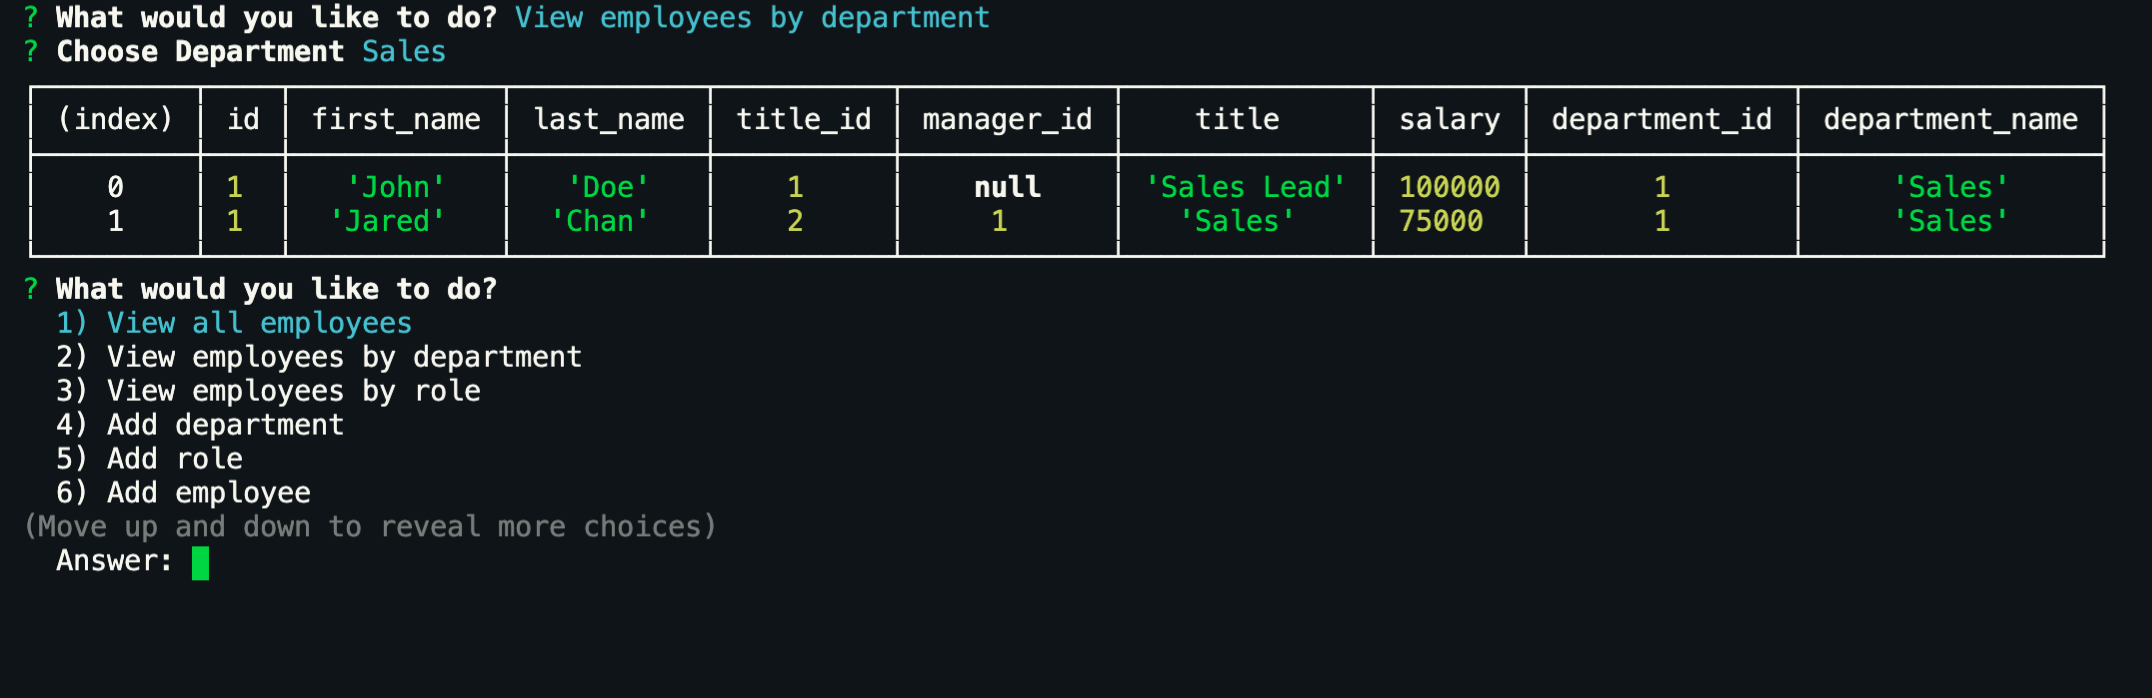 ? What would you like to do? View employees by department
? Choose Department Sales
(index) id first_name last_name title_id manager_id title salary department_id department_name
0 1 'John' 'Doe' 1 null 'Sales Lead' 100000 1 'Sales'
1 1 'Jared' 'Chan' 2 1 'Sales' 75000 1 'Sales'
? What would you like to do?
1) View all employees
2) View employees by department
3) View employees by role
4) Add department
5) Add role
6) Add employee
(Move up and down to reveal more choices)
Answer: